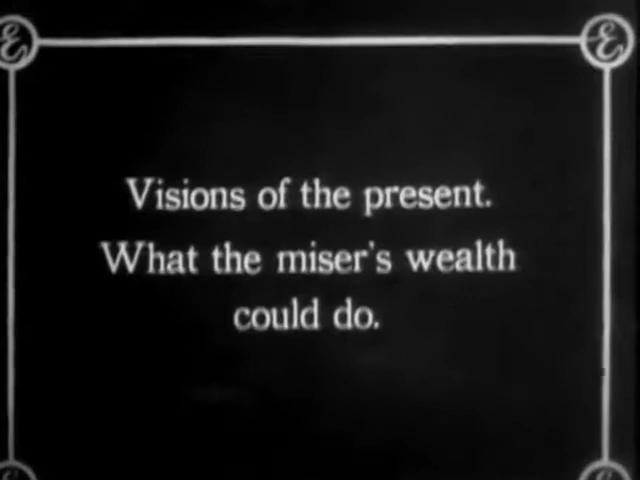 E E
Visions of the present.
What the miser's wealth
could do.
E E